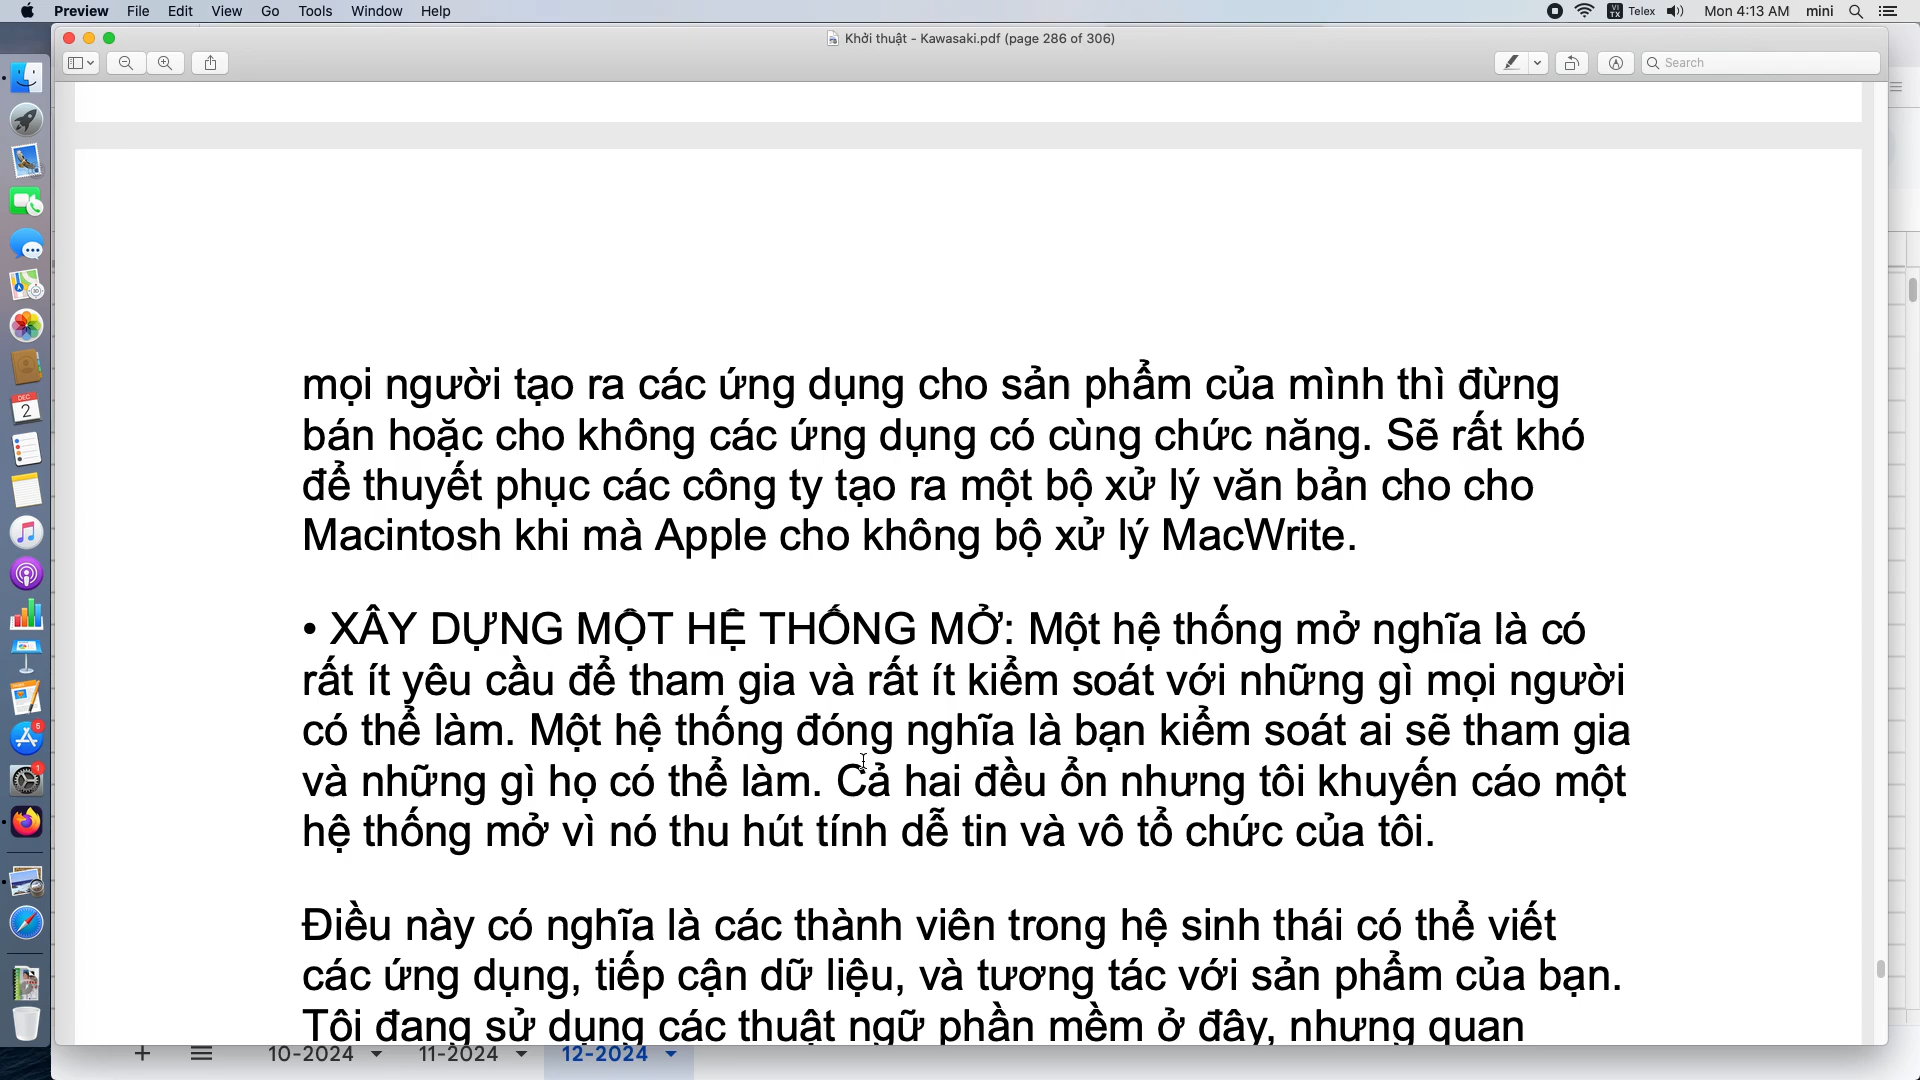 Preview File Edit View Go Tools Window Help
VI TX Telex Mon 4:13 AM mini
Khởi thuật - Kawasaki.pdf (page 286 of 306)
Search
mọi người tạo ra các ứng dụng cho sản phẩm của mình thì đừng
bán hoặc cho không các ứng dụng có cùng chức năng. Sẽ rất khó
để thuyết phục các công ty tạo ra một bộ xử lý văn bản cho cho
Macintosh khi mà Apple cho không bộ xử lý MacWrite.
• XÂY DỰNG MỘT HỆ THỐNG MỞ: Một hệ thống mở nghĩa là có
rất ít yêu cầu để tham gia và rất ít kiểm soát với những gì mọi người
có thể làm. Một hệ thống đóng nghĩa là bạn kiểm soát ai sẽ tham gia
và những gì họ có thể làm. Cả hai đều ổn nhưng tôi khuyến cáo một
hệ thống mở vì nó thu hút tính dễ tin và vô tổ chức của tôi.
Điều này có nghĩa là các thành viên trong hệ sinh thái có thể viết
các ứng dụng, tiếp cận dữ liệu, và tương tác với sản phẩm của bạn.
Tôi đang sử dụng các thuật ngữ phần mềm ở đây, nhưng quan
DEC
2
5
1
10-2024 11-2024 12-2024